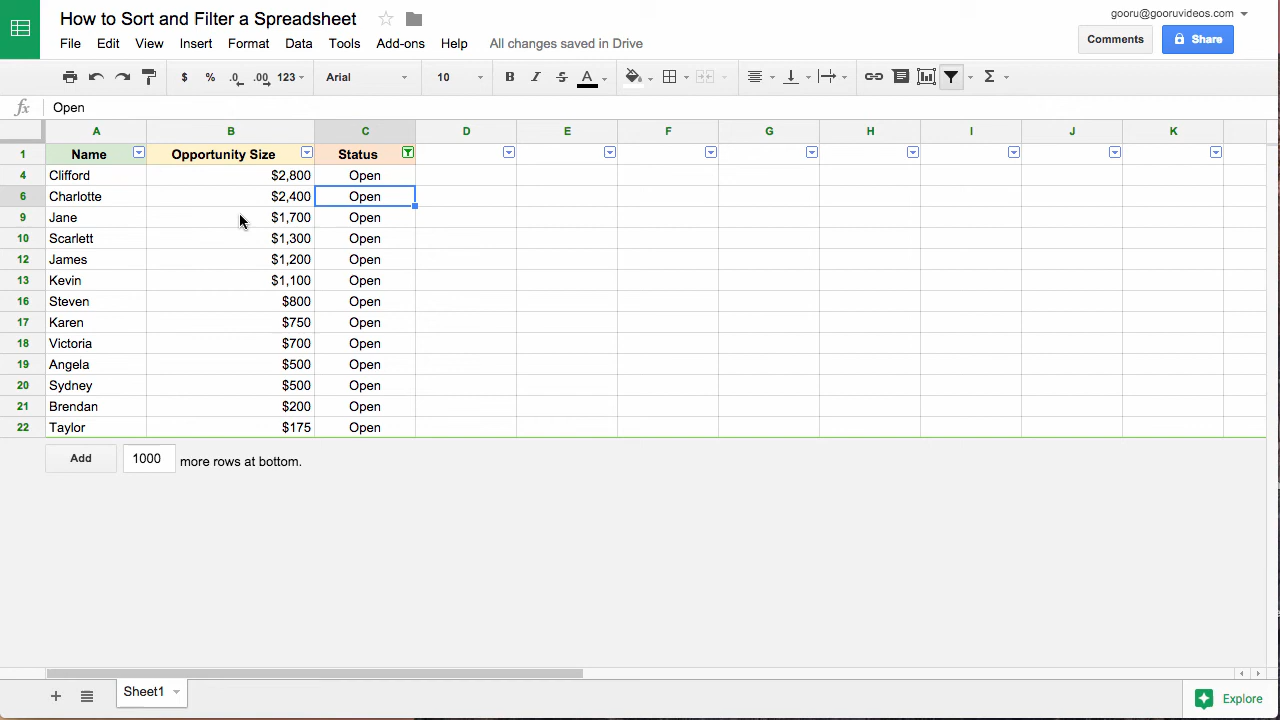 How to Sort and Filter a Spreadsheet
gooru@gooruvideos.com
File Edit View Insert Format Data Tools Add-ons Help All changes saved in Drive
Comments Share
$ % .0 .00 123 Arial 10 B I S A Σ
fx Open
A B C D E F G H I J K
1 Name Opportunity Size Status
4 Clifford $2,800 Open
6 Charlotte $2,400 Open
9 Jane $1,700 Open
10 Scarlett $1,300 Open
12 James $1,200 Open
13 Kevin $1,100 Open
16 Steven $800 Open
17 Karen $750 Open
18 Victoria $700 Open
19 Angela $500 Open
20 Sydney $500 Open
21 Brendan $200 Open
22 Taylor $175 Open
Add 1000 more rows at bottom.
+ Sheet1 Explore